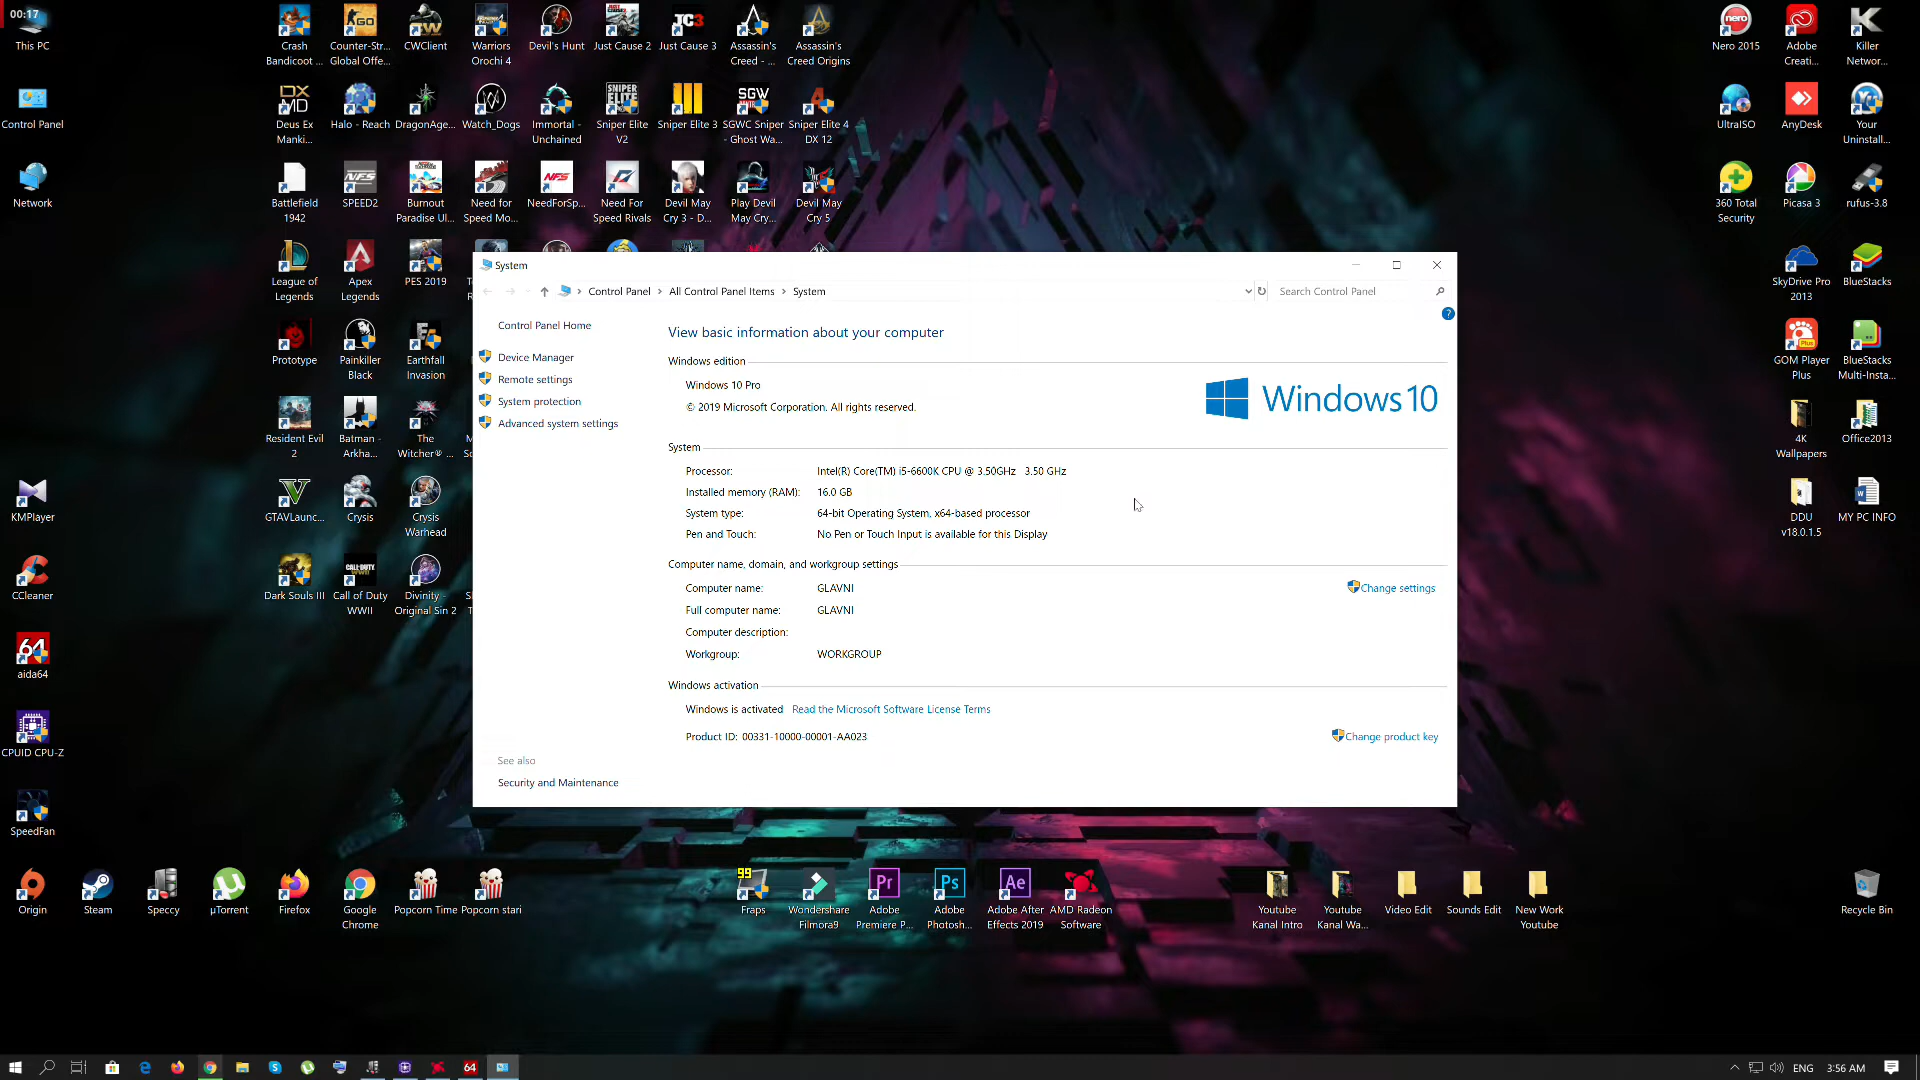 00:17
This PC
Crash
Bandicoot ...
Counter-Str...
Global Offe...
CWClient
Warriors
Orochi 4
Devil's Hunt
Just Cause 2
Just Cause 3
Assassin's
Creed - ...
Assassin's
Creed Origins
Nero 2015
Adobe
Creati...
Killer
Networ...
Control Panel
Deus Ex
Manki...
Halo - Reach
DragonAge...
Watch_Dogs
Immortal -
Unchained
Sniper Elite
V2
Sniper Elite 3
SGWC Sniper
- Ghost Wa...
Sniper Elite 4
DX 12
UltraISO
AnyDesk
Your
Uninstall...
Network
Battlefield
1942
SPEED2
Burnout
Paradise Ul...
Need for
Speed Mo...
NeedForSp...
Need For
Speed Rivals
Devil May
Cry 3 - D...
Play Devil
May Cry...
Devil May
Cry 5
360 Total
Security
Picasa 3
rufus-3.8
League of
Legends
Apex
Legends
PES 2019
SkyDrive Pro
2013
BlueStacks
Prototype
Painkiller
Black
Earthfall
Invasion
GOM Player
Plus
BlueStacks
Multi-Insta...
Resident Evil
2
Batman -
Arkha...
The
Witcher® ...
4K
Wallpapers
Office2013
KMPlayer
GTAVLaunc...
Crysis
Crysis
Warhead
DDU
v18.0.1.5
MY PC INFO
CCleaner
Dark Souls III
Call of Duty
WWII
Divinity -
Original Sin 2
aida64
CPUID CPU-Z
SpeedFan
System
Control Panel > All Control Panel Items > System
Search Control Panel
Control Panel Home
Device Manager
Remote settings
System protection
Advanced system settings
See also
Security and Maintenance
View basic information about your computer
Windows edition
Windows 10 Pro
© 2019 Microsoft Corporation. All rights reserved.
Windows 10
System
Processor: Intel(R) Core(TM) i5-6600K CPU @ 3.50GHz 3.50 GHz
Installed memory (RAM): 16.0 GB
System type: 64-bit Operating System, x64-based processor
Pen and Touch: No Pen or Touch Input is available for this Display
Computer name, domain, and workgroup settings
Computer name: GLAVNI
Change settings
Full computer name: GLAVNI
Computer description:
Workgroup: WORKGROUP
Windows activation
Windows is activated Read the Microsoft Software License Terms
Product ID: 00331-10000-00001-AA023
Change product key
Origin
Steam
Speccy
µTorrent
Firefox
Google
Chrome
Popcorn Time
Popcorn stari
Fraps
Wondershare
Filmora9
Adobe
Premiere P...
Adobe
Photosh...
Adobe After
Effects 2019
AMD Radeon
Software
Youtube
Kanal Intro
Youtube
Kanal Wa...
Video Edit
Sounds Edit
New Work
Youtube
Recycle Bin
64
ENG
3:56 AM